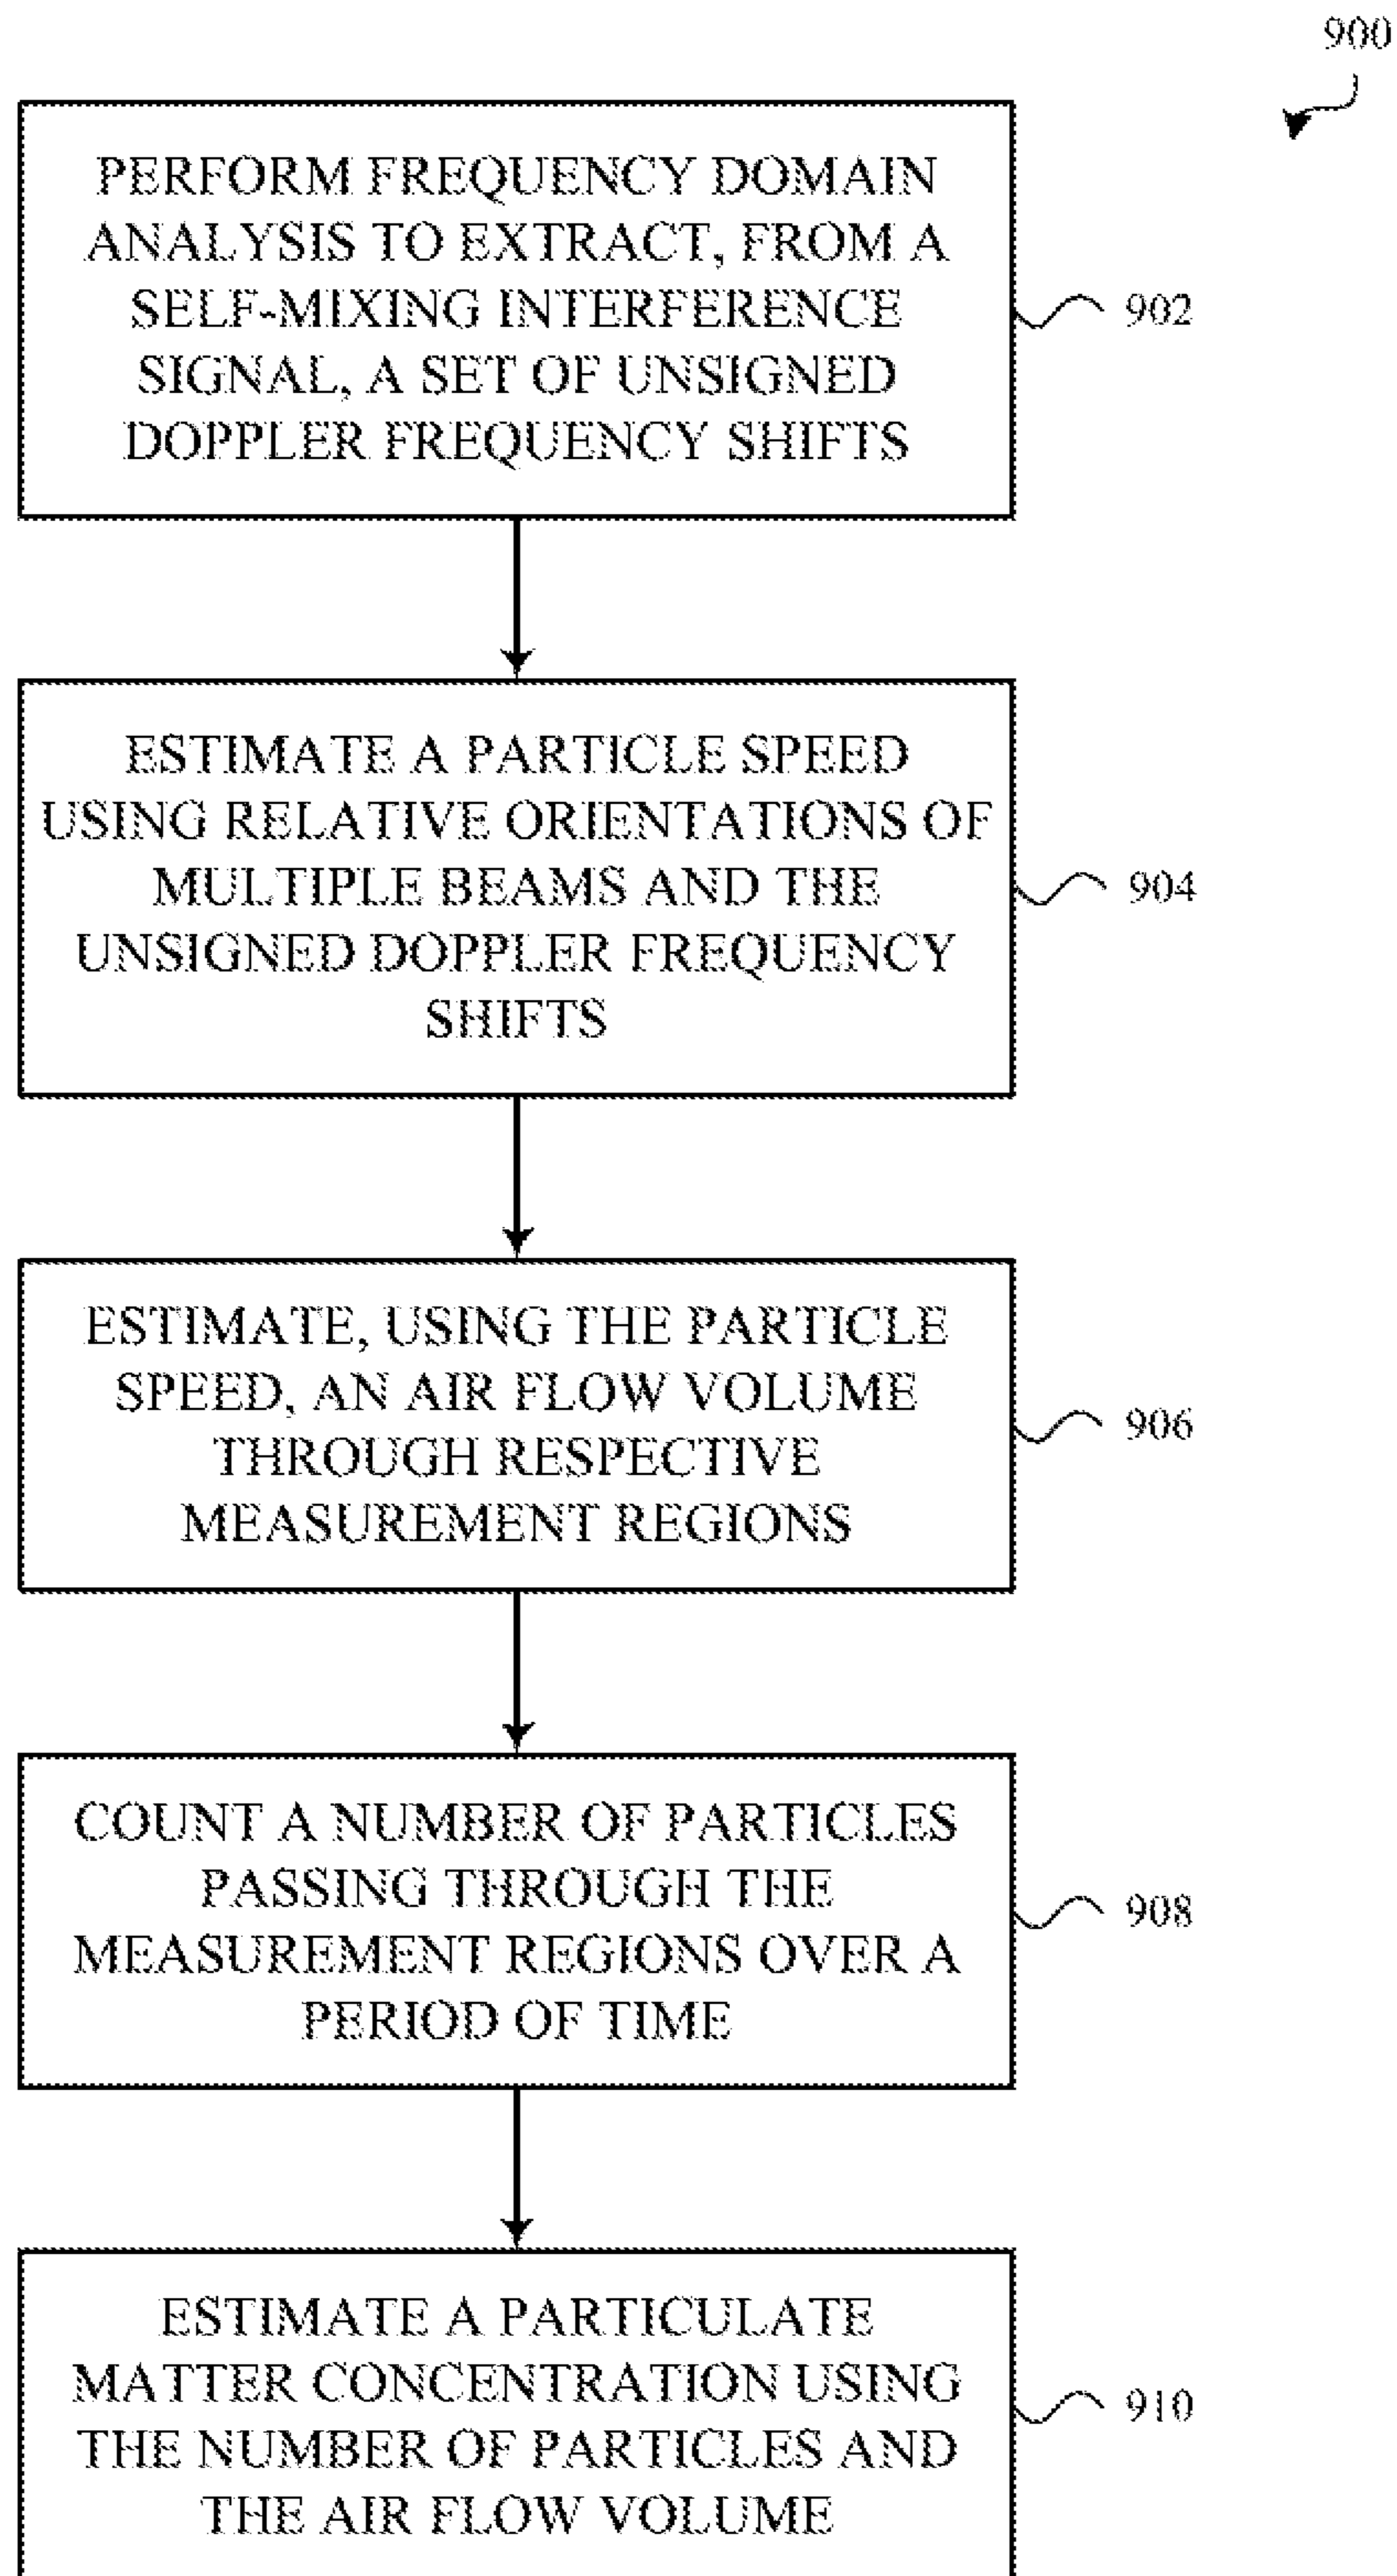 900
PERFORM FREQUENCY DOMAIN
ANALYSIS TO EXTRACT, FROM A
SELF-MIXING INTERFERENCE
SIGNAL, A SET OF UNSIGNED
DOPPLER FREQUENCY SHIFTS
902
ESTIMATE A PARTICLE SPEED
USING RELATIVE ORIENTATIONS OF
MULTIPLE BEAMS AND THE
UNSIGNED DOPPLER FREQUENCY
SHIFTS
904
ESTIMATE, USING THE PARTICLE
SPEED, AN AIR FLOW VOLUME
THROUGH RESPECTIVE
MEASUREMENT REGIONS
906
COUNT A NUMBER OF PARTICLES
PASSING THROUGH THE
MEASUREMENT REGIONS OVER A
PERIOD OF TIME
908
ESTIMATE A PARTICULATE
MATTER CONCENTRATION USING
THE NUMBER OF PARTICLES AND
THE AIR FLOW VOLUME
910